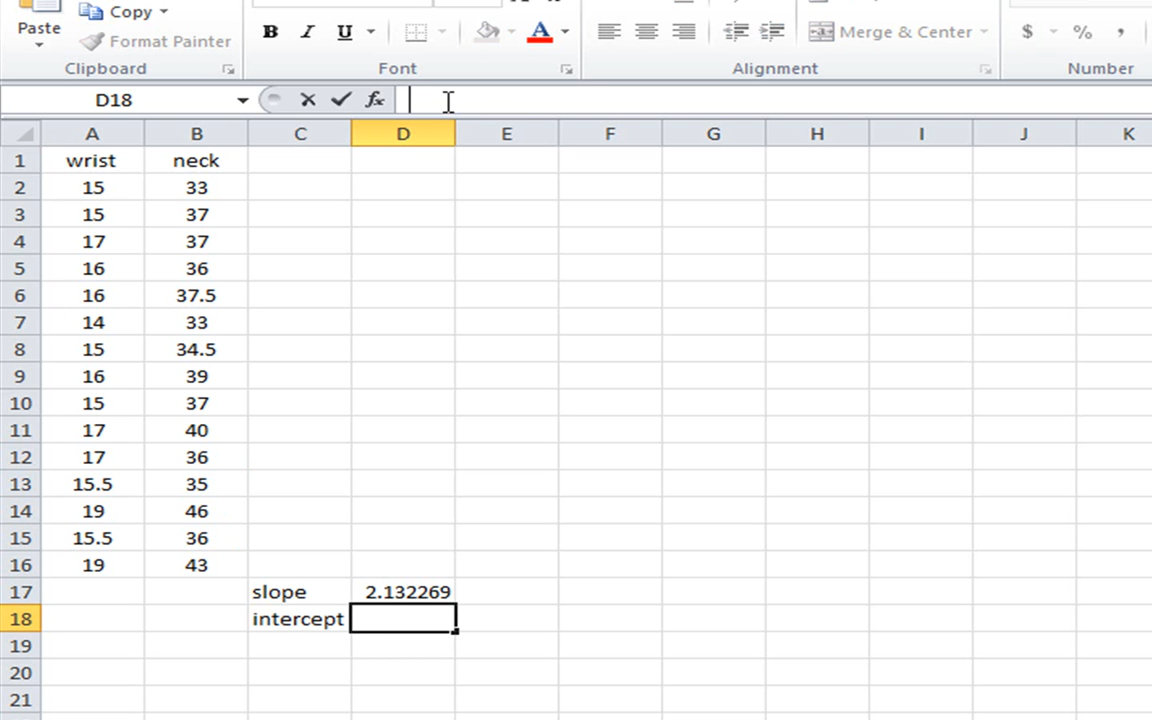 Paste Copy
Format Painter
B I U A Merge & Center $ % ,
Clipboard Font Alignment Number
D18 fx
A B C D E F G H I J K
1 wrist neck
2 15 33
3 15 37
4 17 37
5 16 36
6 16 37.5
7 14 33
8 15 34.5
9 16 39
10 15 37
11 17 40
12 17 36
13 15.5 35
14 19 46
15 15.5 36
16 19 43
17 slope 2.132269
18 intercept
19
20
21